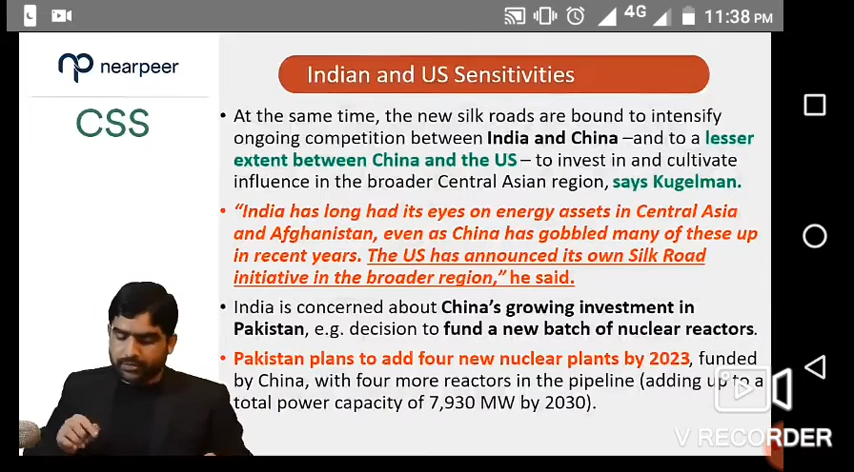 4G 11:38 PM
nearpeer
CSS
Indian and US Sensitivities
• At the same time, the new silk roads are bound to intensify
ongoing competition between India and China –and to a lesser
extent between China and the US – to invest in and cultivate
influence in the broader Central Asian region, says Kugelman.
• “India has long had its eyes on energy assets in Central Asia
and Afghanistan, even as China has gobbled many of these up
in recent years. The US has announced its own Silk Road
initiative in the broader region,” he said.
• India is concerned about China’s growing investment in
Pakistan, e.g. decision to fund a new batch of nuclear reactors.
• Pakistan plans to add four new nuclear plants by 2023, funded
by China, with four more reactors in the pipeline (adding up to a
total power capacity of 7,930 MW by 2030).
V RECORDER